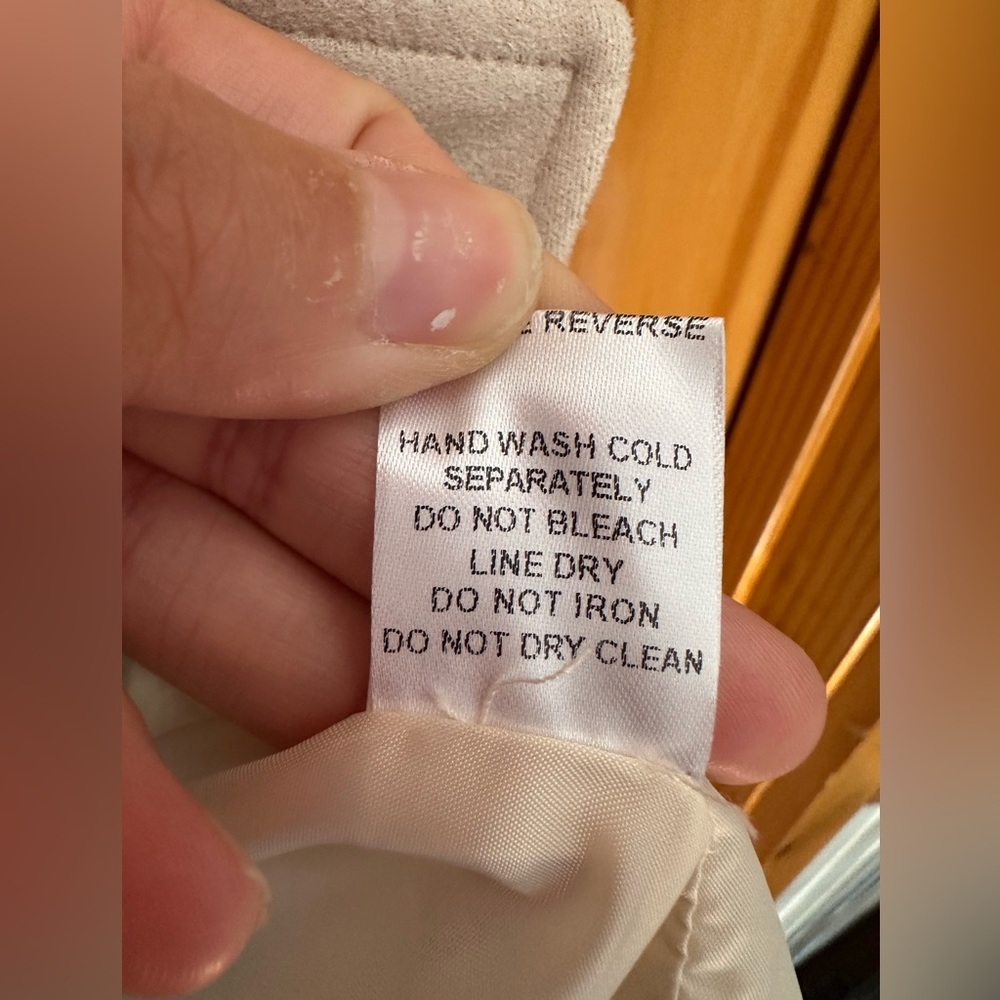 REVERSE
HAND WASH COLD
SEPARATELY
DO NOT BLEACH
LINE DRY
DO NOT IRON
DO NOT DRY CLEAN